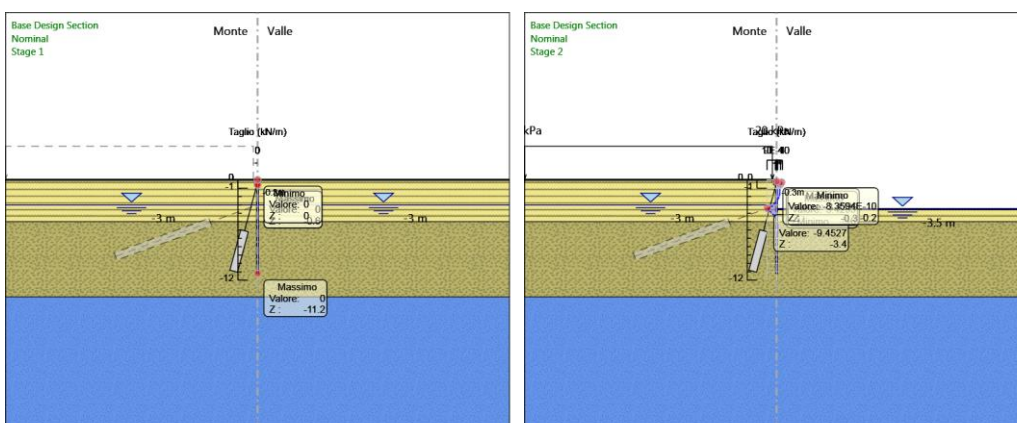 Base Design Section
Nominal
Stage 1
Monte
Valle
Taglio (kN/m)
0
0
-1
Minimo
Valore: 0
Z : 0
-3 m
-3 m
-12
Massimo
Valore: 0
Z : -11.2
Base Design Section
Nominal
Stage 2
Monte
Valle
kPa
-1
-0.3m
Minimo
Valore: -8.3594E-10
Z : -0.2
Valore: -9.4527
Z : -3.4
-3 m
-3.5 m
-12